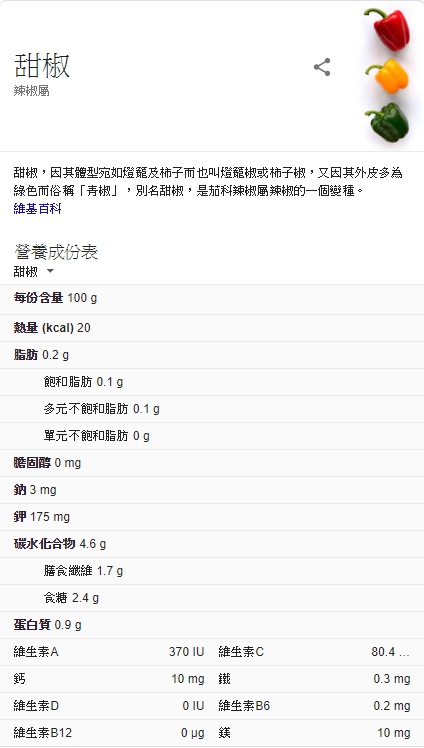 甜椒
辣椒屬
甜椒，因其體型宛如燈籠及柿子而也叫燈籠椒或柿子椒，又因其外皮多為
綠色而俗稱「青椒」，別名甜椒，是茄科辣椒屬辣椒的一個變種。
維基百科
營養成份表
甜椒
每份含量 100 g
熱量 (kcal) 20
脂肪 0.2 g
飽和脂肪 0.1 g
多元不飽和脂肪 0.1 g
單元不飽和脂肪 0 g
膽固醇 0 mg
鈉 3 mg
鉀 175 mg
碳水化合物 4.6 g
膳食纖維 1.7 g
食糖 2.4 g
蛋白質 0.9 g
維生素A 370 IU 維生素C 80.4 ...
鈣 10 mg 鐵 0.3 mg
維生素D 0 IU 維生素B6 0.2 mg
維生素B12 0 µg 鎂 10 mg